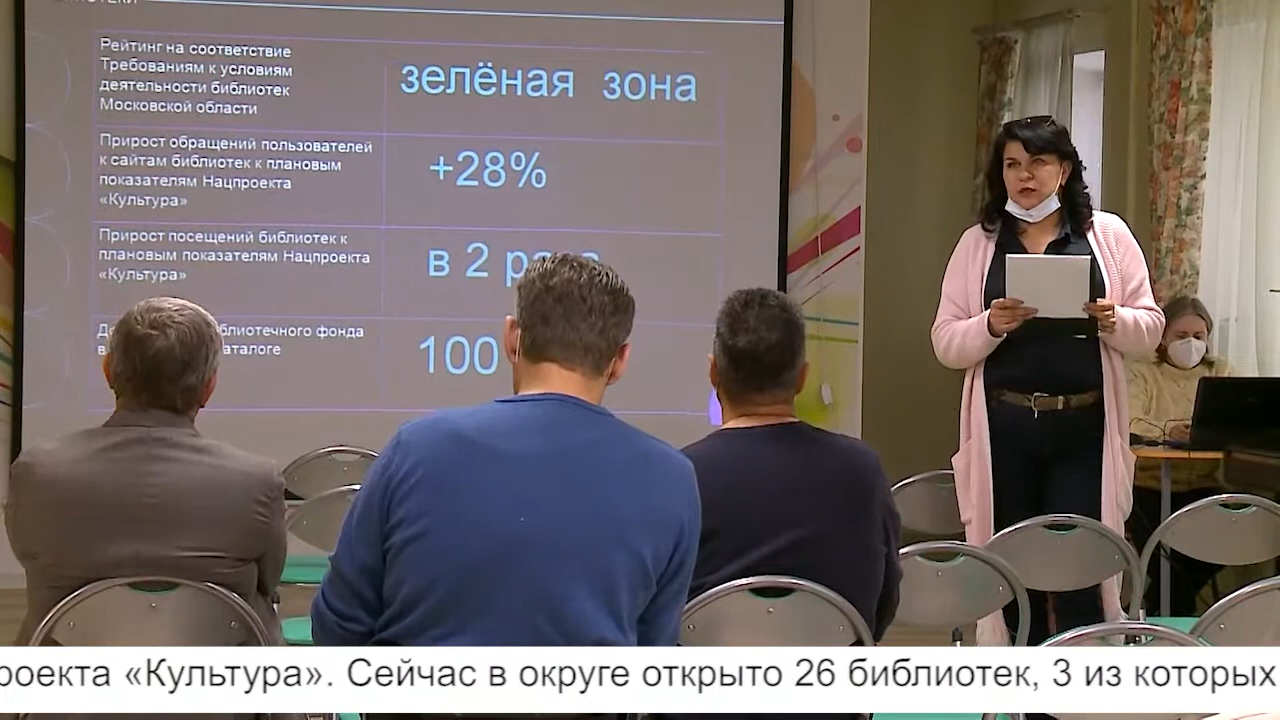 Рейтинг на соответствие
Требованиям к условиям
деятельности библиотек
Московской области
зелёная зона
Прирост обращений пользователей
к сайтам библиотек к плановым
показателям Нацпроекта
«Культура»
+28%
Прирост посещений библиотек к
плановым показателям Нацпроекта
«Культура»
в 2 раза
фонда
в
100
роекта «Культура». Сейчас в округе открыто 26 библиотек, 3 из которых